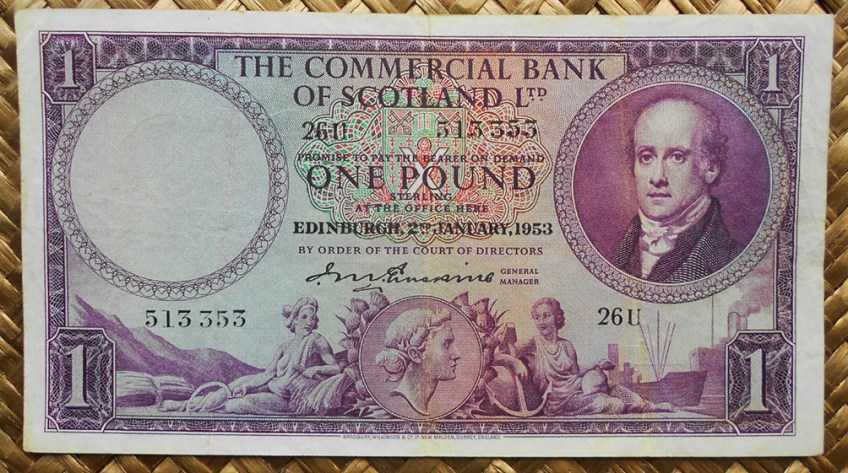 1 1
THE COMMERCIAL BANK
OF SCOTLAND LTD
26U 513353
PROMISE TO PAY THE BEARER ON DEMAND
ONE POUND
STERLING
AT THE OFFICE HERE
EDINBURGH, 2ND JANUARY, 1953
BY ORDER OF THE COURT OF DIRECTORS
GENERAL
MANAGER
513353 26U
1 1
BRADBURY, WILKINSON & Co. LD. NEW MALDEN, SURREY, ENGLAND